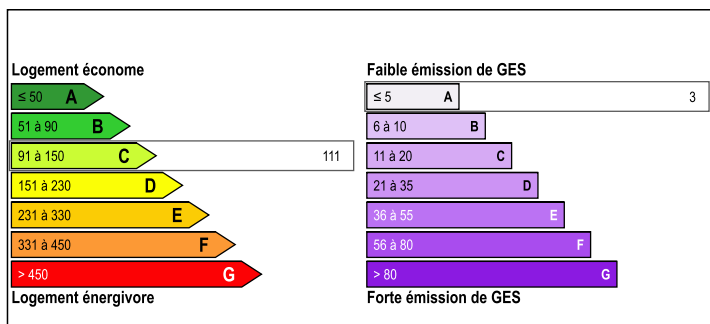 Logement économe
≤ 50 A
51 à 90 B
91 à 150 C 111
151 à 230 D
231 à 330 E
331 à 450 F
> 450 G
Logement énergivore
Faible émission de GES
≤ 5 A 3
6 à 10 B
11 à 20 C
21 à 35 D
36 à 55 E
56 à 80 F
> 80 G
Forte émission de GES